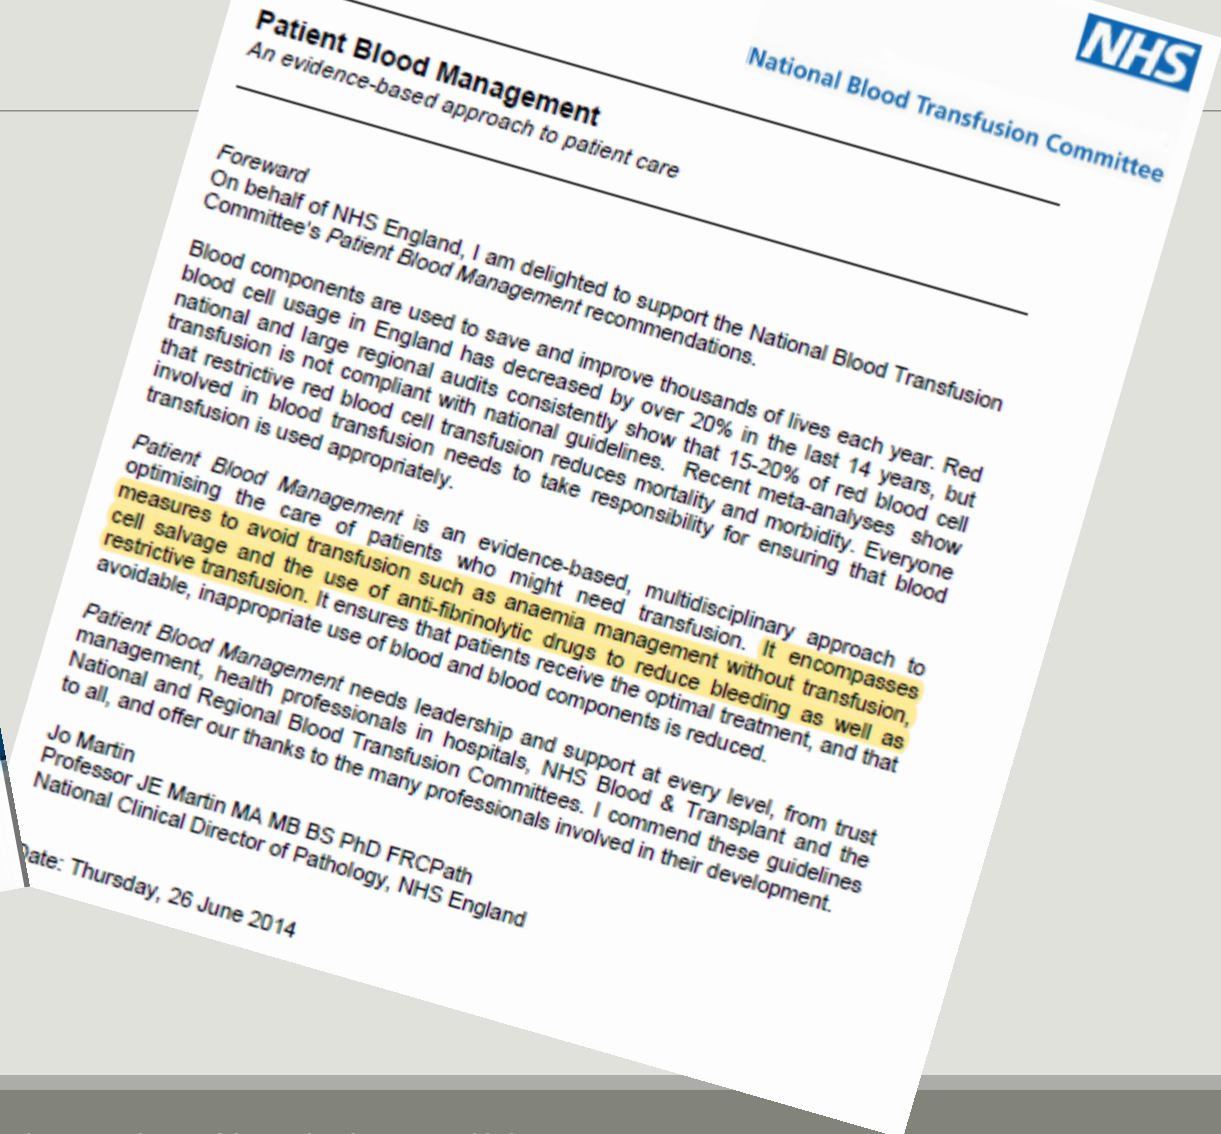 NHS
National Blood Transfusion Committee
Patient Blood Management
An evidence-based approach to patient care
Foreward
On behalf of NHS England, I am delighted to support the National Blood Transfusion
Committee's Patient Blood Management recommendations.
Blood components are used to save and improve thousands of lives each year. Red
blood cell usage in England has decreased by over 20% in the last 14 years, but
national and large regional audits consistently show that 15-20% of red blood cell
transfusion is not compliant with national guidelines. Recent meta-analyses show
that restrictive red blood cell transfusion reduces mortality and morbidity. Everyone
involved in blood transfusion needs to take responsibility for ensuring that blood
transfusion is used appropriately.
Patient Blood Management is an evidence-based, multidisciplinary approach to
optimising the care of patients who might need transfusion. It encompasses
measures to avoid transfusion such as anaemia management without transfusion,
cell salvage and the use of anti-fibrinolytic drugs to reduce bleeding as well as
restrictive transfusion. It ensures that patients receive the optimal treatment, and that
avoidable, inappropriate use of blood and blood components is reduced.
Patient Blood Management needs leadership and support at every level, from trust
management, health professionals in hospitals, NHS Blood & Transplant and the
National and Regional Blood Transfusion Committees. I commend these guidelines
to all, and offer our thanks to the many professionals involved in their development.
Jo Martin
Professor JE Martin MA MB BS PhD FRCPath
National Clinical Director of Pathology, NHS England
Date: Thursday, 26 June 2014